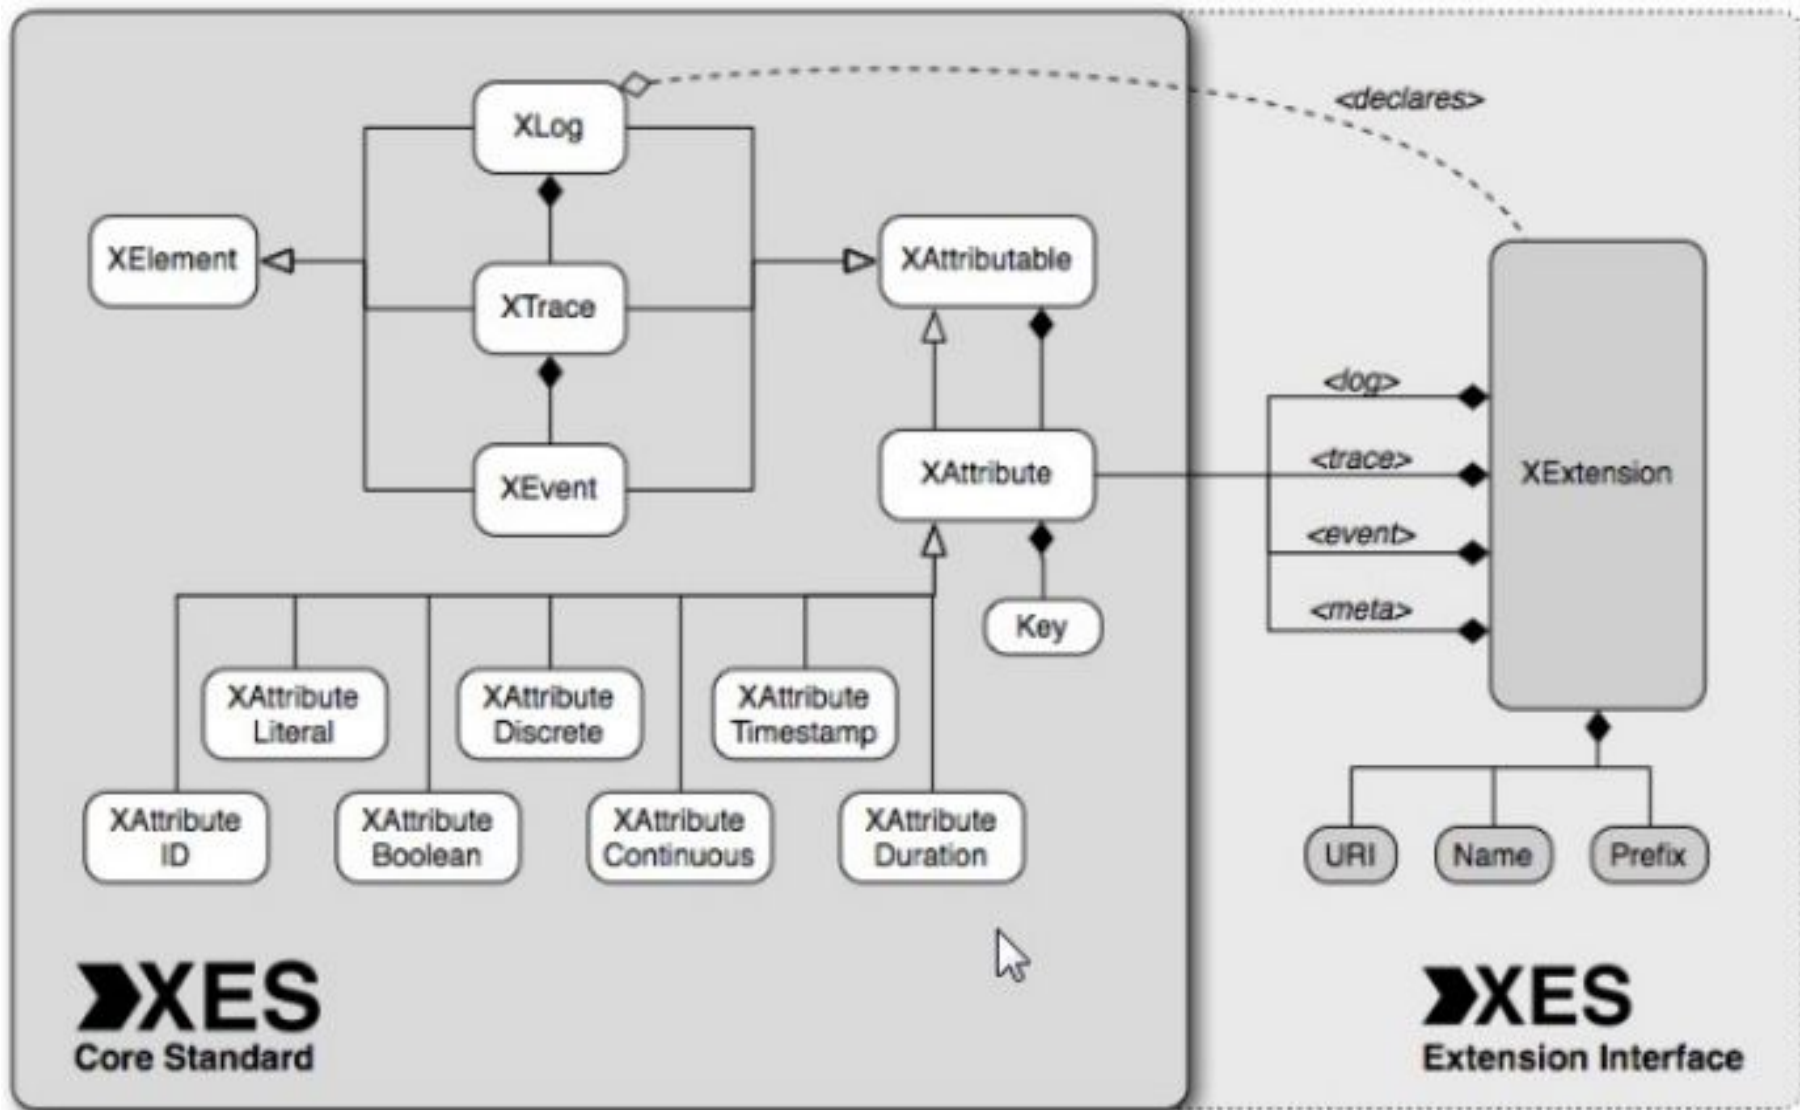 XLog
<declares>
XElement
XAttributable
XTrace
<log>
<trace>
XAttribute
XExtension
XEvent
<event>
<meta>
Key
XAttribute
Literal
XAttribute
Discrete
XAttribute
Timestamp
XAttribute
ID
XAttribute
Boolean
XAttribute
Continuous
XAttribute
Duration
URI
Name
Prefix
XES
Core Standard
XES
Extension Interface